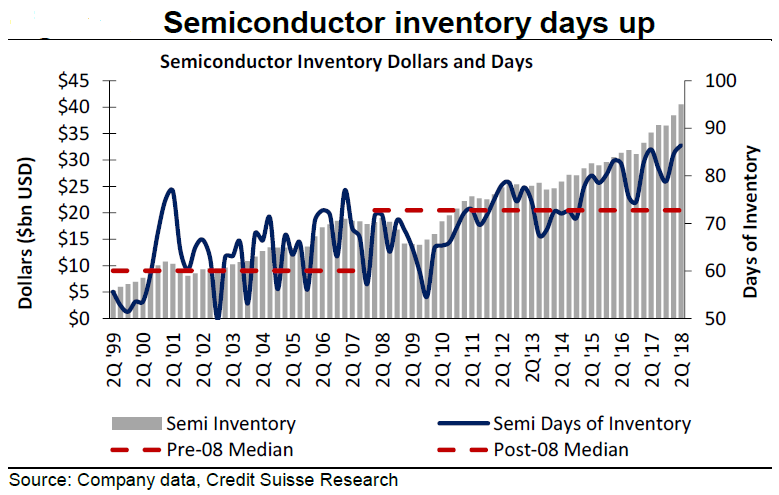 Semiconductor inventory days up
Semiconductor Inventory Dollars and Days
$45
$40
$35
$30
$25
$20
$15
$10
$5
$0
Dollars ($bn USD)
100
90
80
70
60
50
Days of Inventory
2Q '99
2Q '00
2Q '01
2Q '02
2Q '03
2Q '04
2Q '05
2Q '06
2Q '07
2Q '08
2Q '09
2Q '10
2Q '11
2Q '12
2Q '13
2Q '14
2Q '15
2Q '16
2Q '17
2Q '18
Semi Inventory
Semi Days of Inventory
Pre-08 Median
Post-08 Median
Source: Company data, Credit Suisse Research